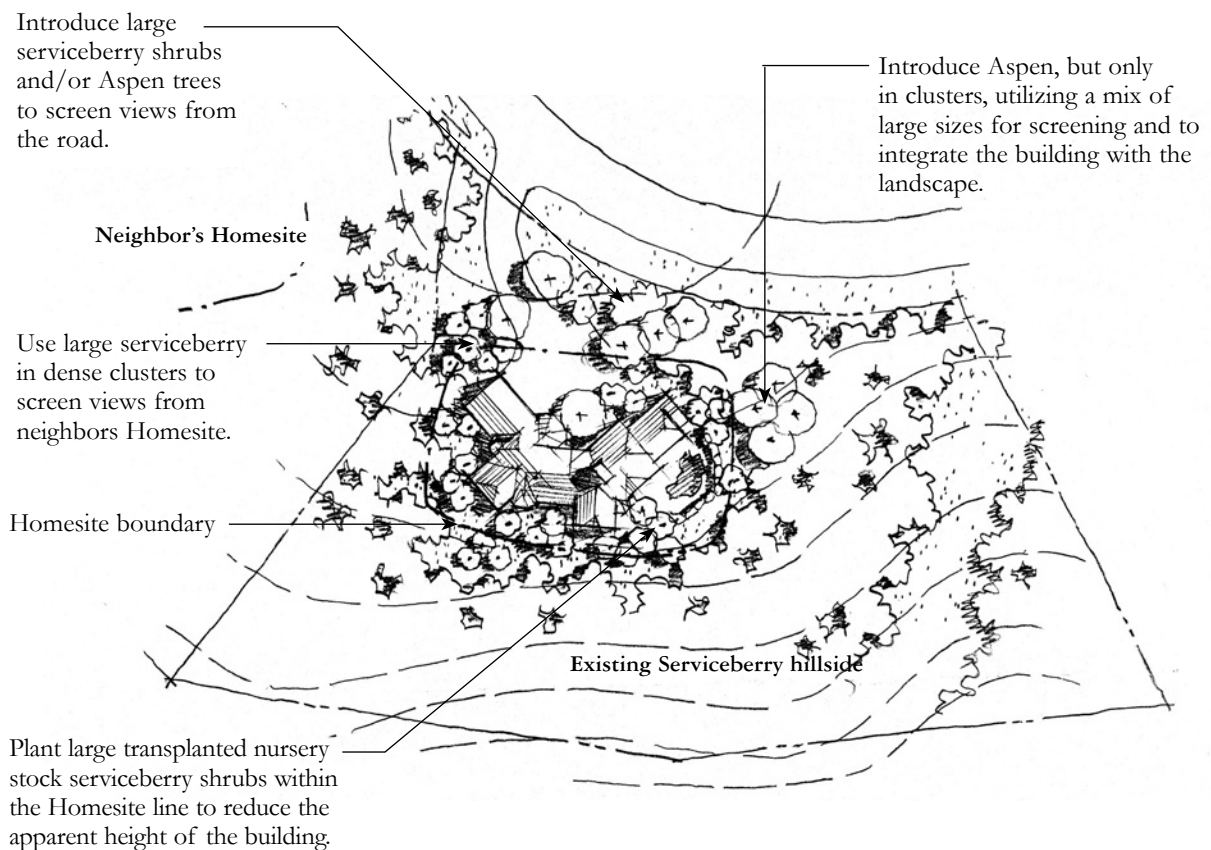 Introduce large
serviceberry shrubs
and/or Aspen trees
to screen views from
the road.
Introduce Aspen, but only
in clusters, utilizing a mix of
large sizes for screening and to
integrate the building with the
landscape.
Neighbor's Homesite
Use large serviceberry
in dense clusters to
screen views from
neighbors Homesite.
Homesite boundary
Existing Serviceberry hillside
Plant large transplanted nursery
stock serviceberry shrubs within
the Homesite line to reduce the
apparent height of the building.